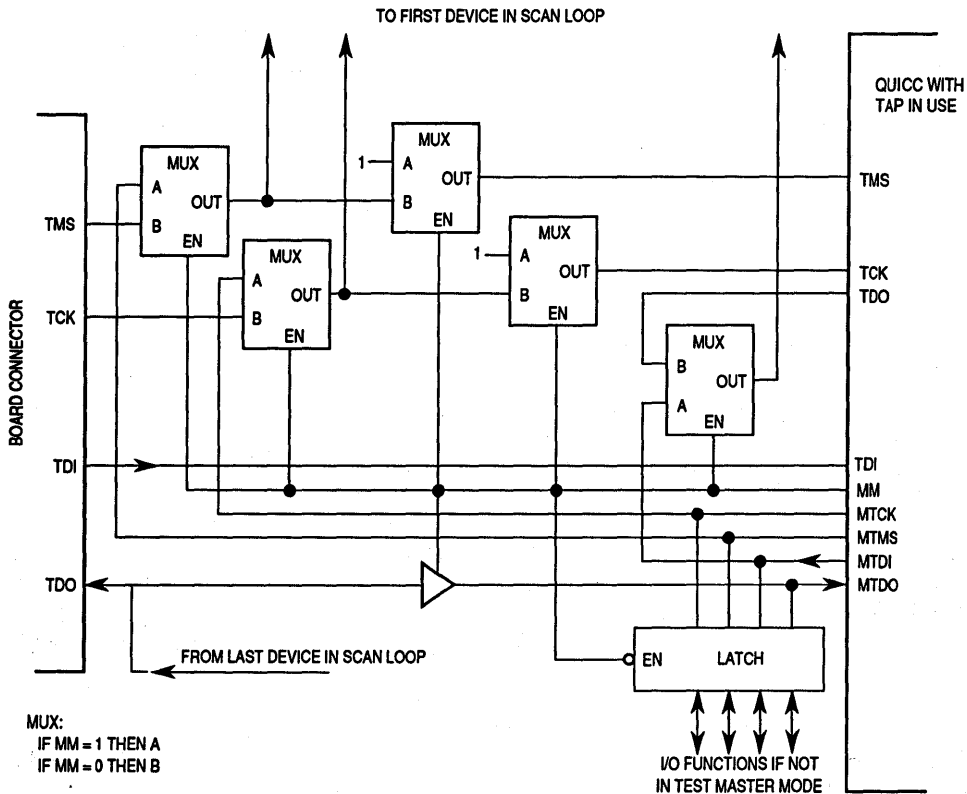 TO FIRST DEVICE IN SCAN LOOP
QUICC WITH
TAP IN USE
MUX
A
OUT
B
EN
1
MUX
A
OUT
B
EN
TMS
TMS
MUX
A
OUT
B
EN
1
MUX
A
OUT
B
EN
TCK
TCK
TDO
MUX
B
OUT
A
EN
BOARD CONNECTOR
TDI
TDI
MM
MTCK
MTMS
MTDI
TDO
MTDO
FROM LAST DEVICE IN SCAN LOOP
EN
LATCH
MUX:
IF MM = 1 THEN A
IF MM = 0 THEN B
I/O FUNCTIONS IF NOT
IN TEST MASTER MODE